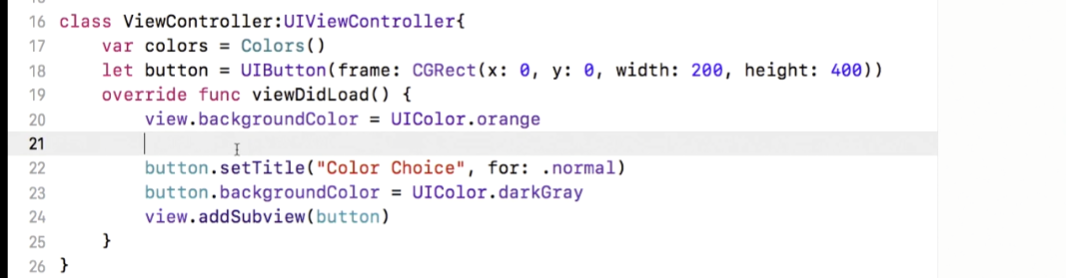 16 class ViewController:UIViewController{
17     var colors = Colors()
18     let button = UIButton(frame: CGRect(x: 0, y: 0, width: 200, height: 400))
19     override func viewDidLoad() {
20         view.backgroundColor = UIColor.orange
21
22         button.setTitle("Color Choice", for: .normal)
23         button.backgroundColor = UIColor.darkGray
24         view.addSubview(button)
25     }
26 }